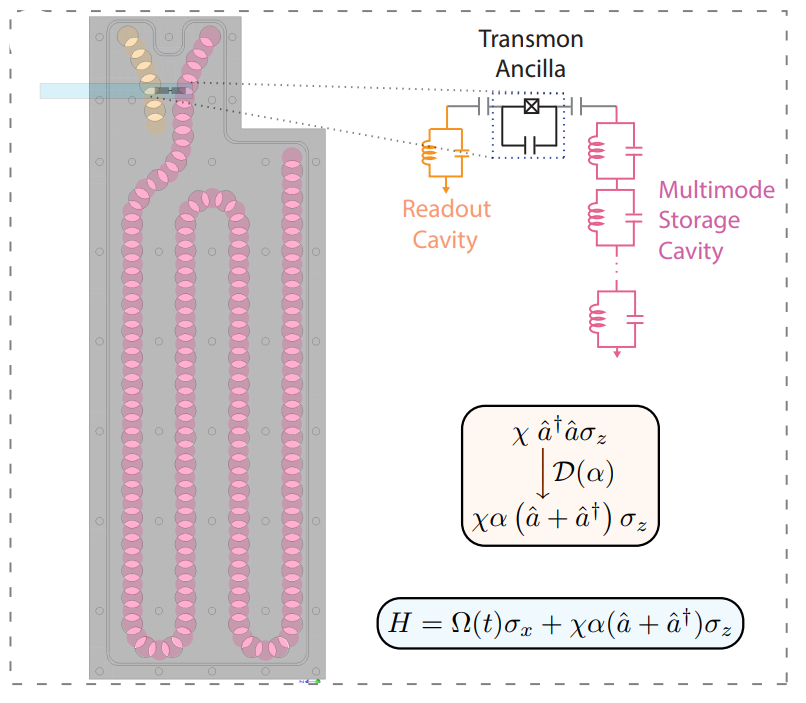 Transmon
Ancilla
Readout
Cavity
Multimode
Storage
Cavity
χ â†âσ_z
𝒟(α)
χα (â + â†) σ_z
H = Ω(t)σ_x + χα(â + â†)σ_z